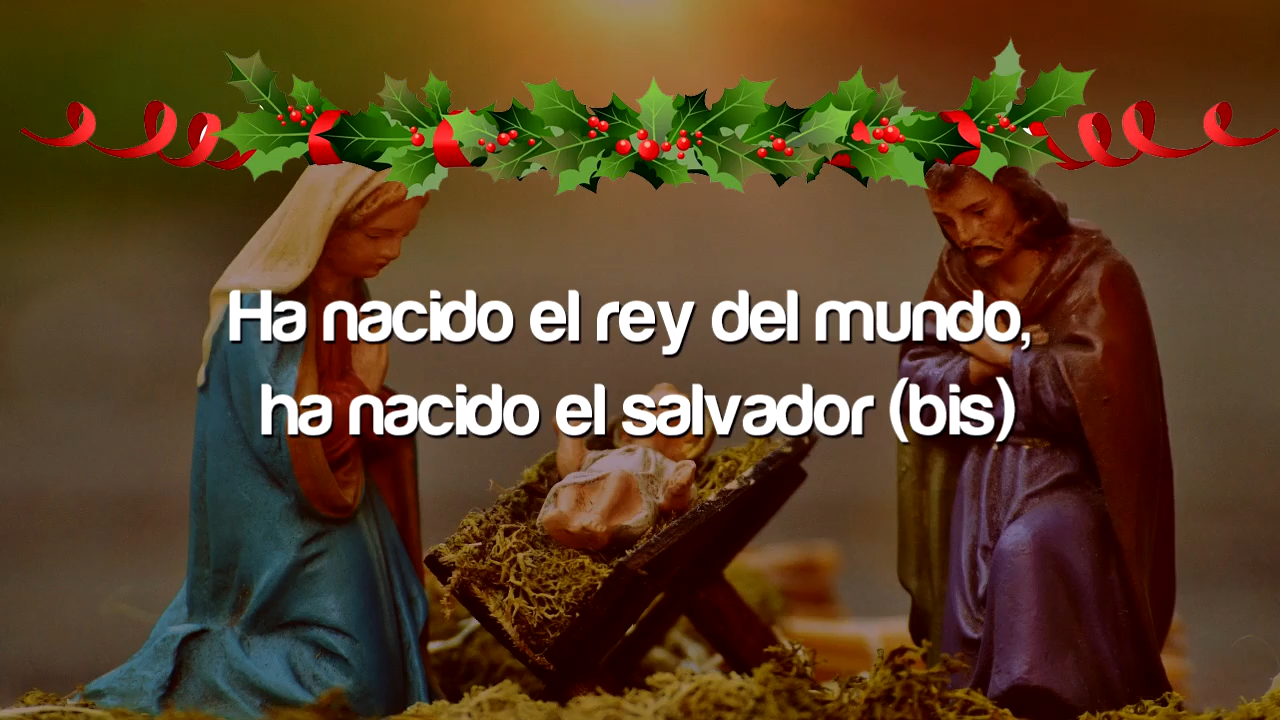 Ha nacido el rey del mundo,
ha nacido el salvador (bis)